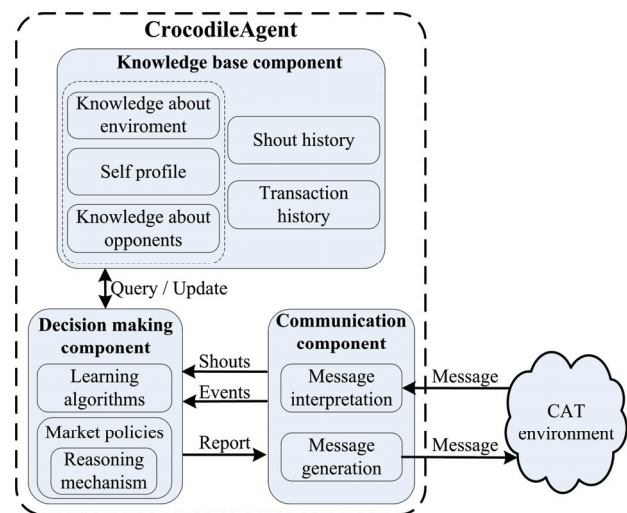 CrocodileAgent
Knowledge base component
Knowledge about
enviroment
Self profile
Knowledge about
opponents
Shout history
Transaction
history
Query / Update
Decision making
component
Learning
algorithms
Market policies
Reasoning
mechanism
Shouts
Events
Report
Communication
component
Message
interpretation
Message
generation
Message
Message
CAT
environment